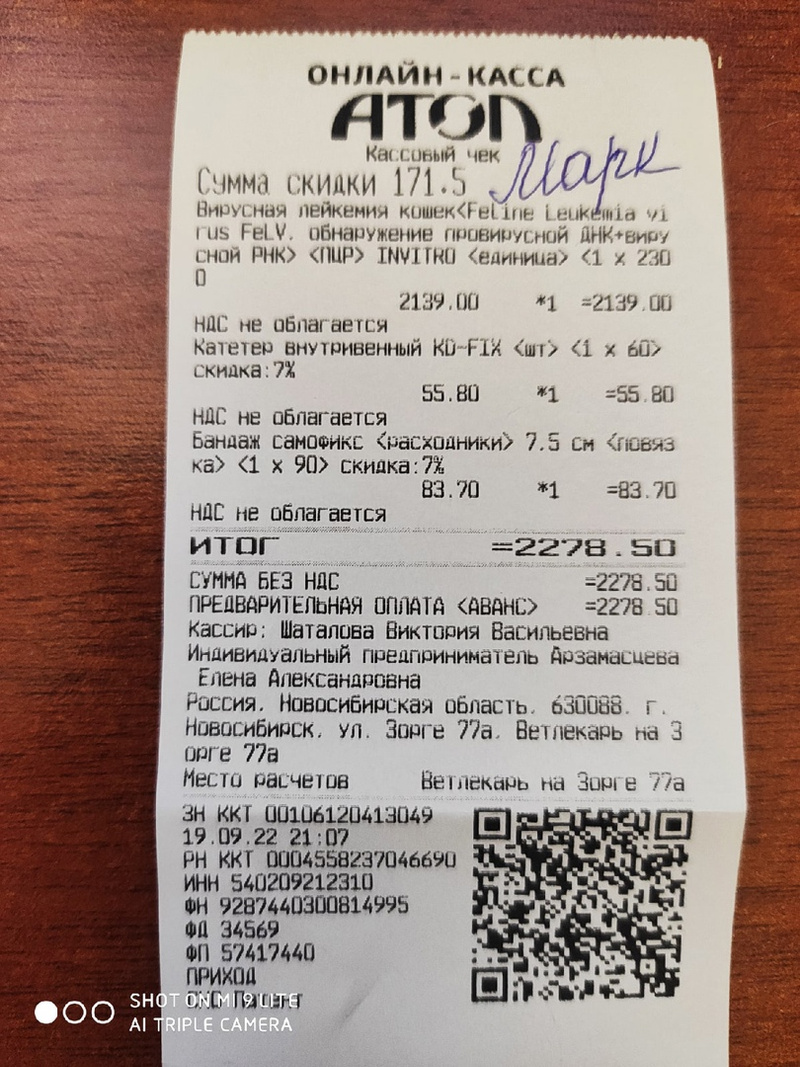 ОНЛАЙН-КАССА
АТОЛ
Кассовый чек
Марк
Сумма скидки 171.5
Вирусная лейкемия кошек<Feline Leukemia vi
rus FeLV, обнаружение провирусной ДНК+виру
сной РНК> <ПЦР> INVITRO <единица> <1 x 230
0
2139.00 *1 =2139.00
НДС не облагается
Катетер внутривенный KD-FIX <шт> <1 x 60>
скидка:7%
55.80 *1 =55.80
НДС не облагается
Бандаж самофикс <расходники> 7.5 см <повяз
ка> <1 x 90> скидка:7%
83.70 *1 =83.70
НДС не облагается
ИТОГ =2278.50
СУММА БЕЗ НДС =2278.50
ПРЕДВАРИТЕЛЬНАЯ ОПЛАТА <АВАНС> =2278.50
Кассир: Шаталова Виктория Васильевна
Индивидуальный предприниматель Арзамасцева
Елена Александровна
Россия, Новосибирская область, 630088, г.
Новосибирск, ул. Зорге 77а, Ветлекарь на З
орге 77а
Место расчетов Ветлекарь на Зорге 77а
ЗН ККТ 00106120413049
19.09.22 21:07
РН ККТ 0004558237046690
ИНН 540209212310
ФН 9287440300814995
ФД 34569
ФП 57417440
ПРИХОД
SHOT ON MI 9 LITE
AI TRIPLE CAMERA